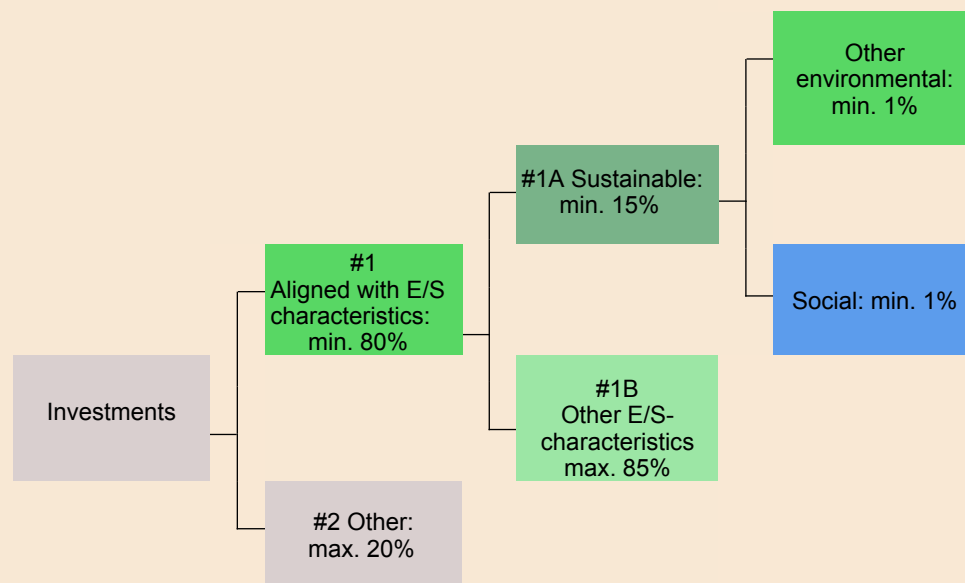 Investments
#1
Aligned with E/S
characteristics:
min. 80%
#2 Other:
max. 20%
#1A Sustainable:
min. 15%
#1B
Other E/S-
characteristics
max. 85%
Other
environmental:
min. 1%
Social: min. 1%